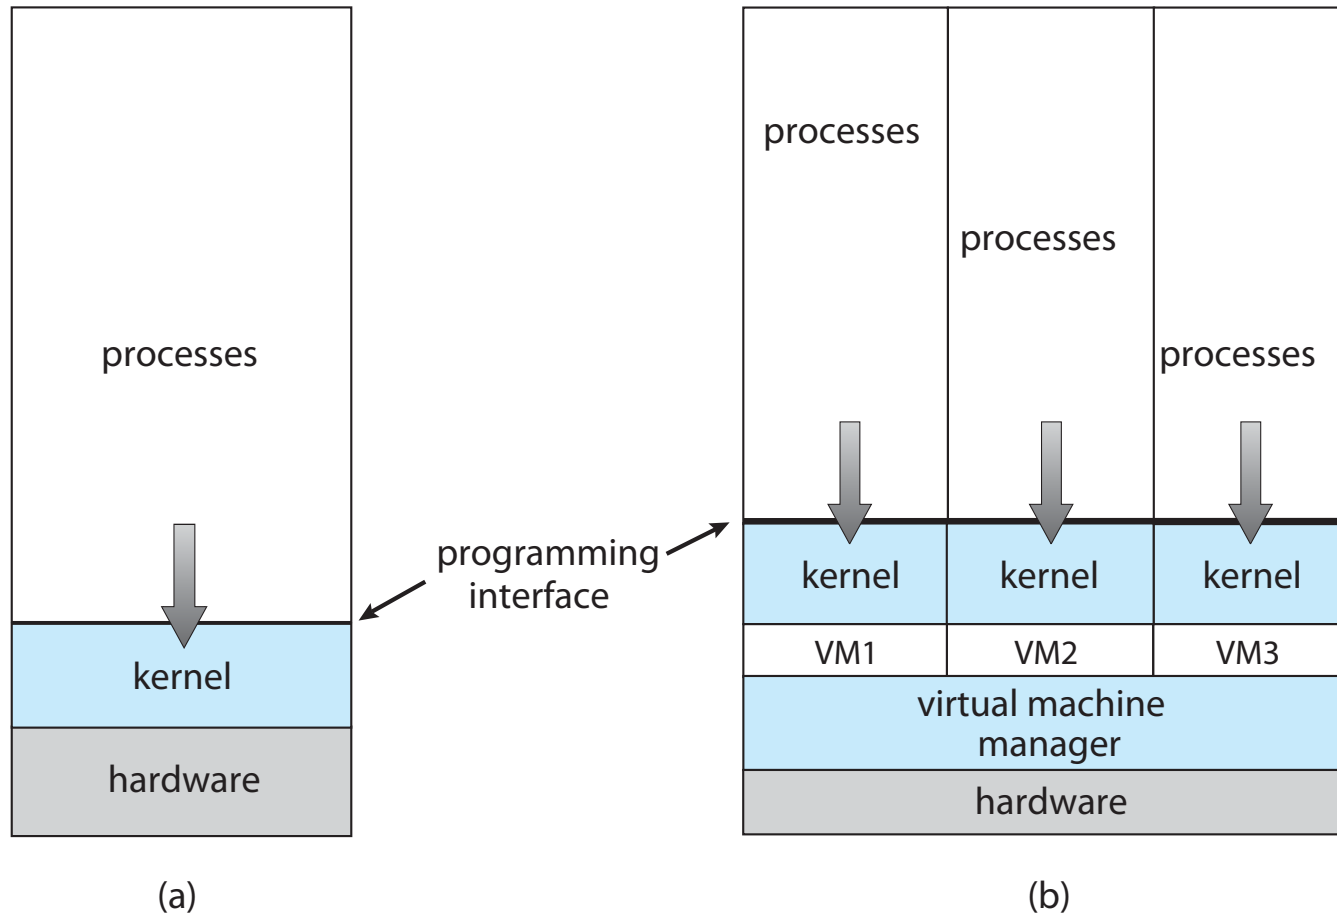 processes
kernel
hardware
(a)
programming
interface
processes
processes
processes
kernel
kernel
kernel
VM1
VM2
VM3
virtual machine
manager
hardware
(b)